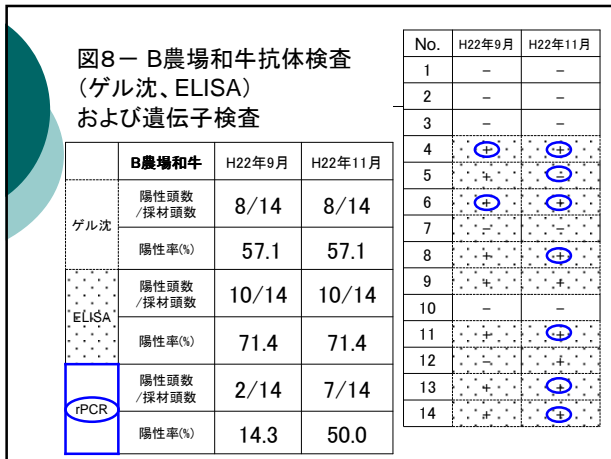 図8－ B農場和牛抗体検査
（ゲル沈、ELISA）
および遺伝子検査
B農場和牛 H22年9月 H22年11月
ゲル沈 陽性頭数/採材頭数 8/14 8/14
陽性率(%) 57.1 57.1
ELISA 陽性頭数/採材頭数 10/14 10/14
陽性率(%) 71.4 71.4
rPCR 陽性頭数/採材頭数 2/14 7/14
陽性率(%) 14.3 50.0
No. H22年9月 H22年11月
1 − −
2 − −
3 − −
4 + +
5 + −
6 + +
7 − −
8 + +
9 + +
10 − −
11 + +
12 − +
13 + +
14 + +